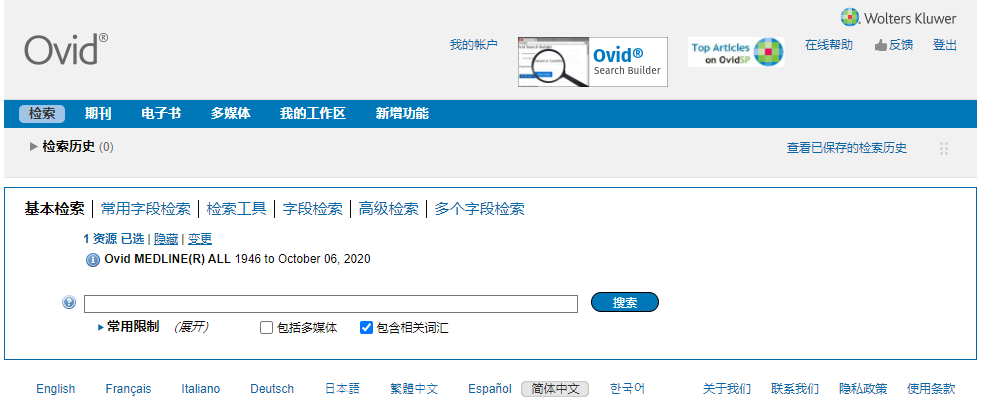 Wolters Kluwer
Ovid®
我的帐户
Ovid®
Search Builder
Top Articles
on OvidSP
在线帮助
反馈
登出
检索 期刊 电子书 多媒体 我的工作区 新增功能
检索历史 (0)
查看已保存的检索历史
基本检索 | 常用字段检索 | 检索工具 | 字段检索 | 高级检索 | 多个字段检索
1 资源 已选 | 隐藏 | 变更
Ovid MEDLINE(R) ALL 1946 to October 06, 2020
搜索
常用限制 (展开) 包括多媒体 包含相关词汇
English Français Italiano Deutsch 日本語 繁體中文 Español 简体中文 한국어 关于我们 联系我们 隐私政策 使用条款